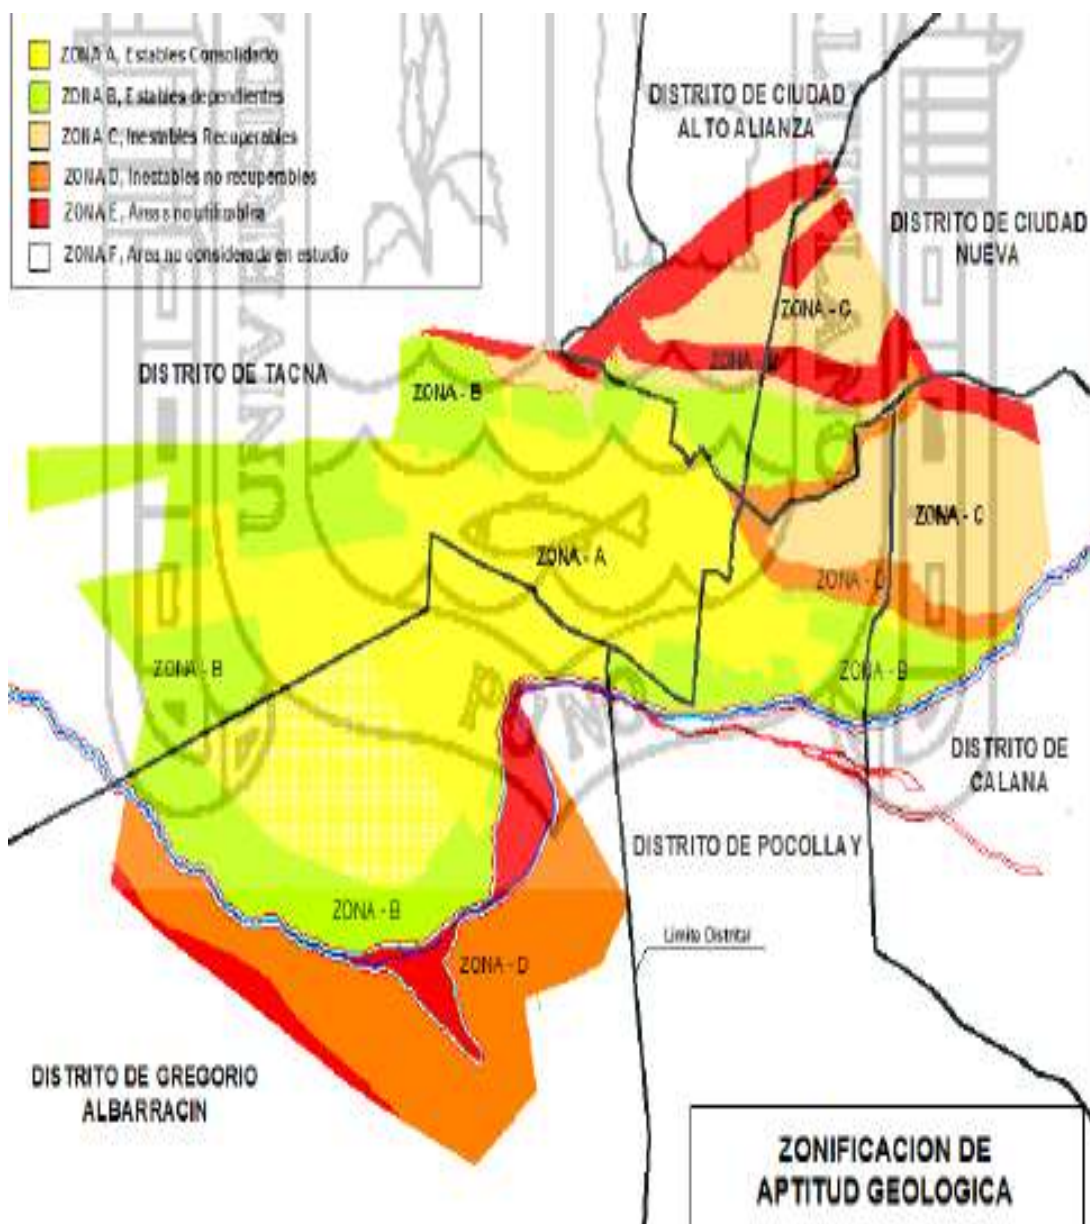 ZONA A, Estables Consolidado
ZONA B, Estables dependientes
ZONA C, Inestables Recuperables
ZONA D, Inestables no recuperables
ZONA E, Areas no utilizables
ZONA F, Area no considerada en estudio
DISTRITO DE CIUDAD
ALTO ALIANZA
DISTRITO DE CIUDAD
NUEVA
ZONA - C
DISTRITO DE TACNA
ZONA - B
ZONA - C
ZONA - A
ZONA - D
ZONA - B
ZONA - B
DISTRITO DE
CALANA
DISTRITO DE POCOLLAY
ZONA - B
Limite Distrital
ZONA - D
DISTRITO DE GREGORIO
ALBARRACIN
ZONIFICACION DE
APTITUD GEOLOGICA
PUNO